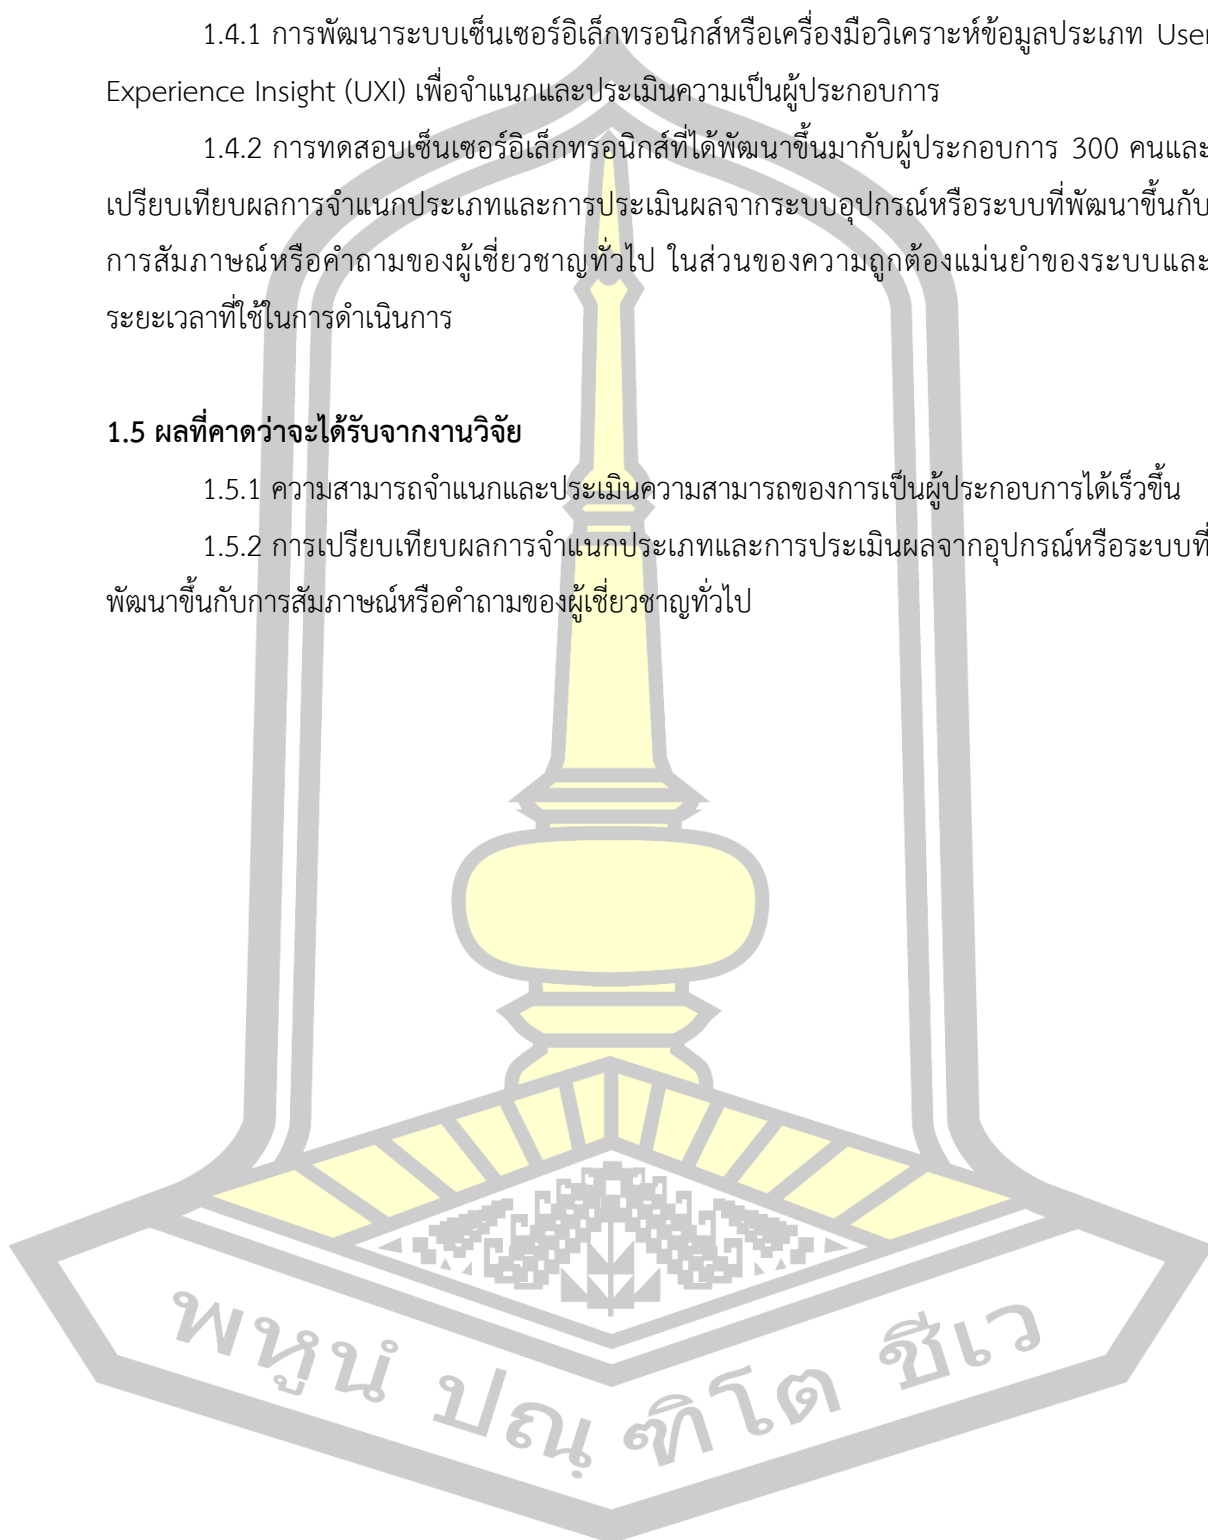 1.4.1 การพัฒนาระบบเซ็นเซอร์อิเล็กทรอนิกส์หรือเครื่องมือวิเคราะห์ข้อมูลประเภท User
Experience Insight (UXI) เพื่อจำแนกและประเมินความเป็นผู้ประกอบการ
1.4.2 การทดสอบเซ็นเซอร์อิเล็กทรอนิกส์ที่ได้พัฒนาขึ้นมากับผู้ประกอบการ 300 คนและ
เปรียบเทียบผลการจำแนกประเภทและการประเมินผลจากระบบอุปกรณ์หรือระบบที่พัฒนาขึ้นกับ
การสัมภาษณ์หรือคำถามของผู้เชี่ยวชาญทั่วไป ในส่วนของความถูกต้องแม่นยำของระบบและ
ระยะเวลาที่ใช้ในการดำเนินการ
1.5 ผลที่คาดว่าจะได้รับจากงานวิจัย
1.5.1 ความสามารถจำแนกและประเมินความสามารถของการเป็นผู้ประกอบการได้เร็วขึ้น
1.5.2 การเปรียบเทียบผลการจำแนกประเภทและการประเมินผลจากอุปกรณ์หรือระบบที่
พัฒนาขึ้นกับการสัมภาษณ์หรือคำถามของผู้เชี่ยวชาญทั่วไป
พหูนํ ปณฺฑิโต ชีเว